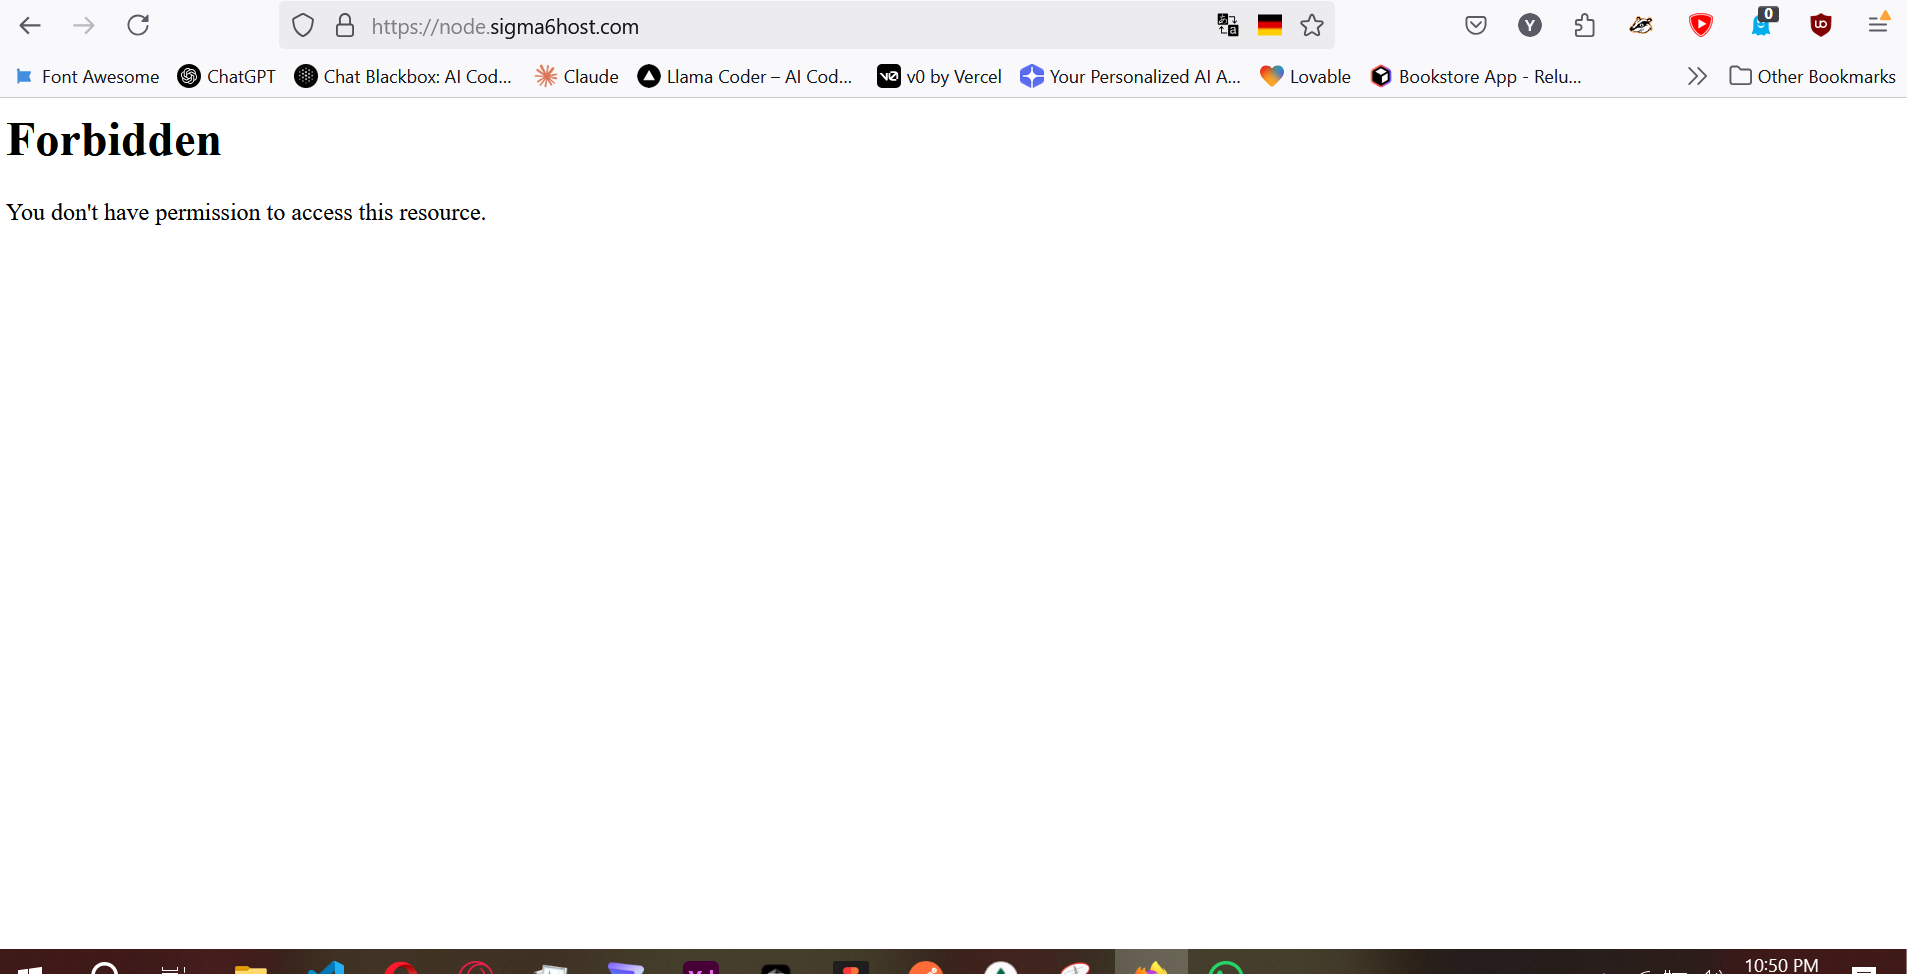 https://node.sigma6host.com
Y
0
Font Awesome
ChatGPT
Chat Blackbox: AI Cod...
Claude
Llama Coder – AI Cod...
v0 by Vercel
Your Personalized AI A...
Lovable
Bookstore App - Relu...
Other Bookmarks
Forbidden
You don't have permission to access this resource.
10:50 PM